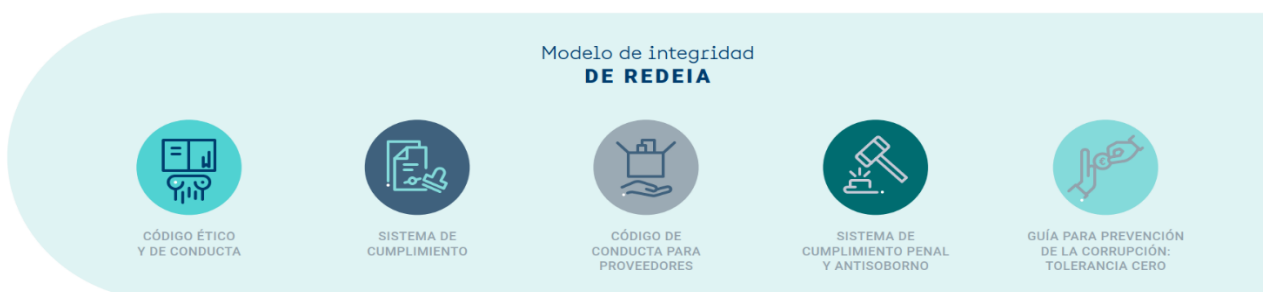 Modelo de integridad
DE REDEIA
CÓDIGO ÉTICO
Y DE CONDUCTA
SISTEMA DE
CUMPLIMIENTO
CÓDIGO DE
CONDUCTA PARA
PROVEEDORES
SISTEMA DE
CUMPLIMIENTO PENAL
Y ANTISOBORNO
GUÍA PARA PREVENCIÓN
DE LA CORRUPCIÓN:
TOLERANCIA CERO